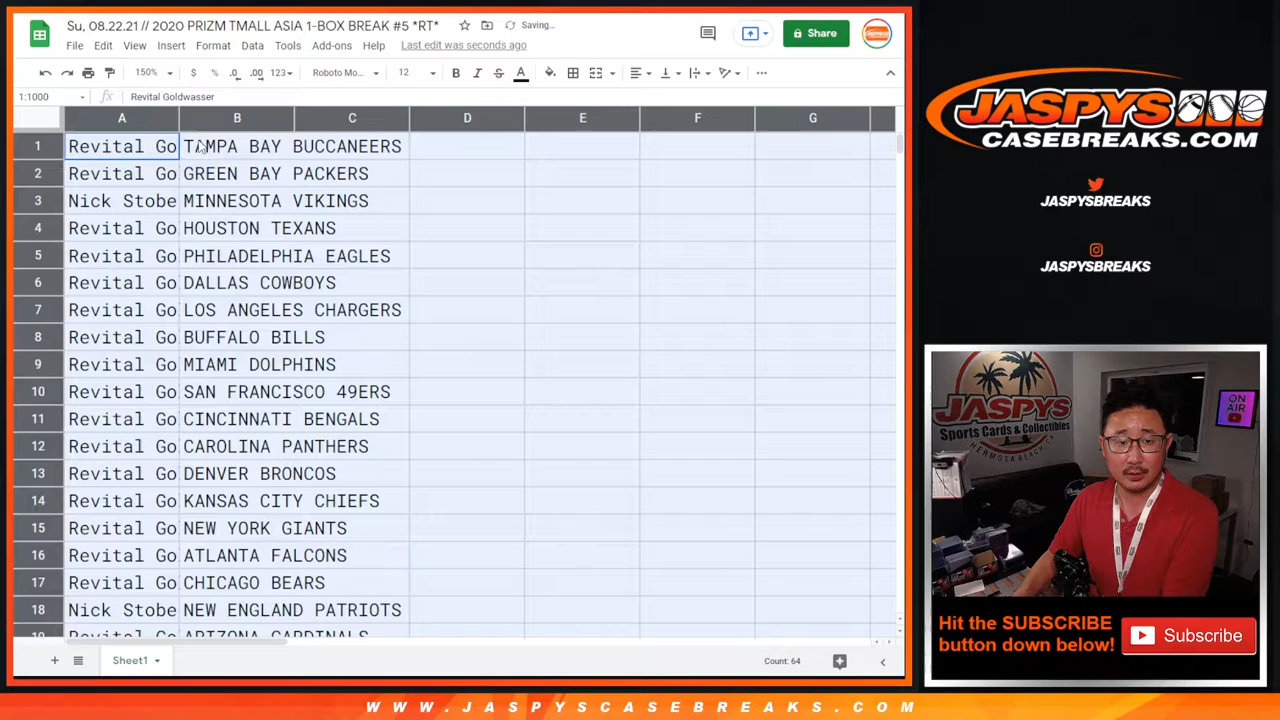 Su, 08.22.21 // 2020 PRIZM TMALL ASIA 1-BOX BREAK #5 *RT*
Saving...
Share
File Edit View Insert Format Data Tools Add-ons Help Last edit was seconds ago
150% $ % .0 .00 123 Roboto Mo... 12 B I S A
1:1000 fx Revital Goldwasser
A B C D E F G
1 Revital Go TAMPA BAY BUCCANEERS
2 Revital Go GREEN BAY PACKERS
3 Nick Stobe MINNESOTA VIKINGS
4 Revital Go HOUSTON TEXANS
5 Revital Go PHILADELPHIA EAGLES
6 Revital Go DALLAS COWBOYS
7 Revital Go LOS ANGELES CHARGERS
8 Revital Go BUFFALO BILLS
9 Revital Go MIAMI DOLPHINS
10 Revital Go SAN FRANCISCO 49ERS
11 Revital Go CINCINNATI BENGALS
12 Revital Go CAROLINA PANTHERS
13 Revital Go DENVER BRONCOS
14 Revital Go KANSAS CITY CHIEFS
15 Revital Go NEW YORK GIANTS
16 Revital Go ATLANTA FALCONS
17 Revital Go CHICAGO BEARS
18 Nick Stobe NEW ENGLAND PATRIOTS
19 Revital Go ARIZONA CARDINALS
Sheet1
Count: 64
JASPYS
CASEBREAKS.COM
JASPYSBREAKS
JASPYSBREAKS
JASPYS
Sports Cards & Collectibles
HERMOSA BEACH
ON AIR
Hit the SUBSCRIBE
button down below!
Subscribe
WWW.JASPYSCASEBREAKS.COM